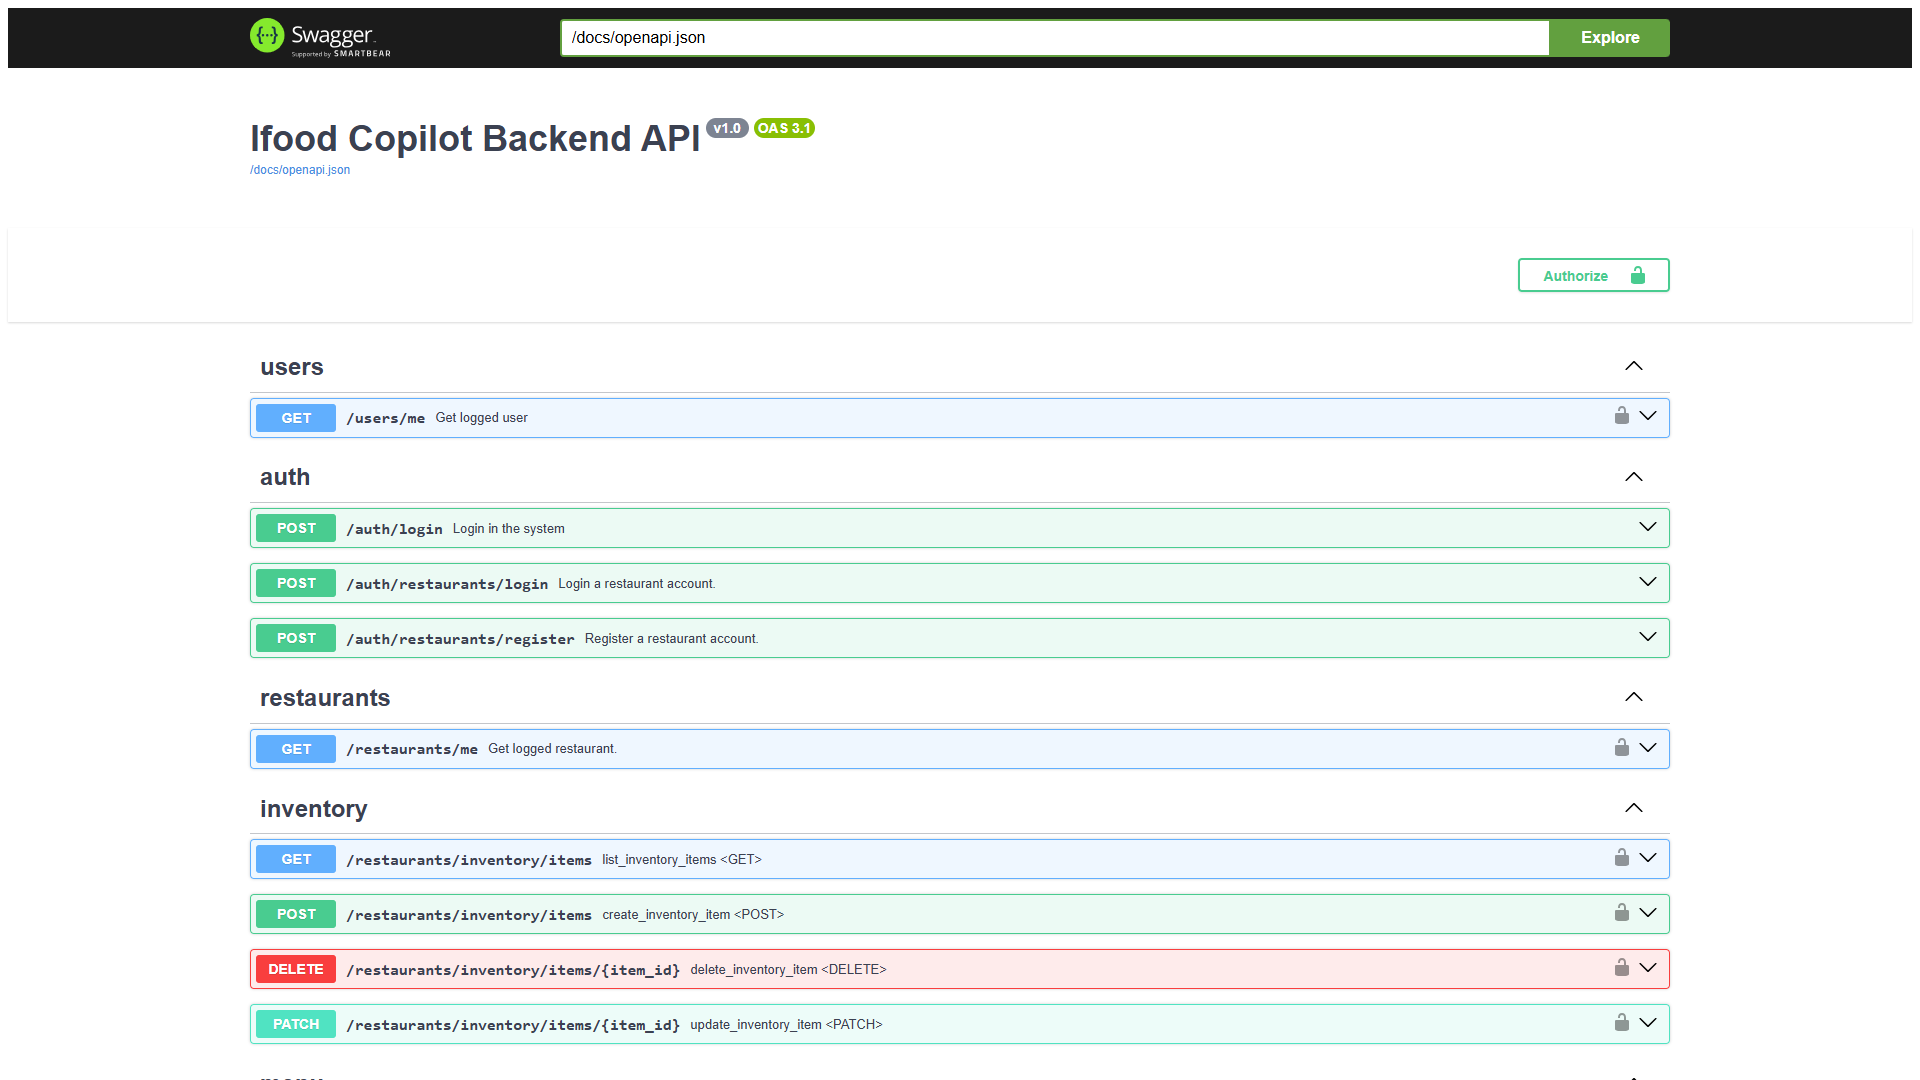 Swagger.
Supported by SMARTBEAR
/docs/openapi.json
Explore
Ifood Copilot Backend API v1.0 OAS 3.1
/docs/openapi.json
Authorize
users
GET /users/me Get logged user
auth
POST /auth/login Login in the system
POST /auth/restaurants/login Login a restaurant account.
POST /auth/restaurants/register Register a restaurant account.
restaurants
GET /restaurants/me Get logged restaurant.
inventory
GET /restaurants/inventory/items list_inventory_items <GET>
POST /restaurants/inventory/items create_inventory_item <POST>
DELETE /restaurants/inventory/items/{item_id} delete_inventory_item <DELETE>
PATCH /restaurants/inventory/items/{item_id} update_inventory_item <PATCH>